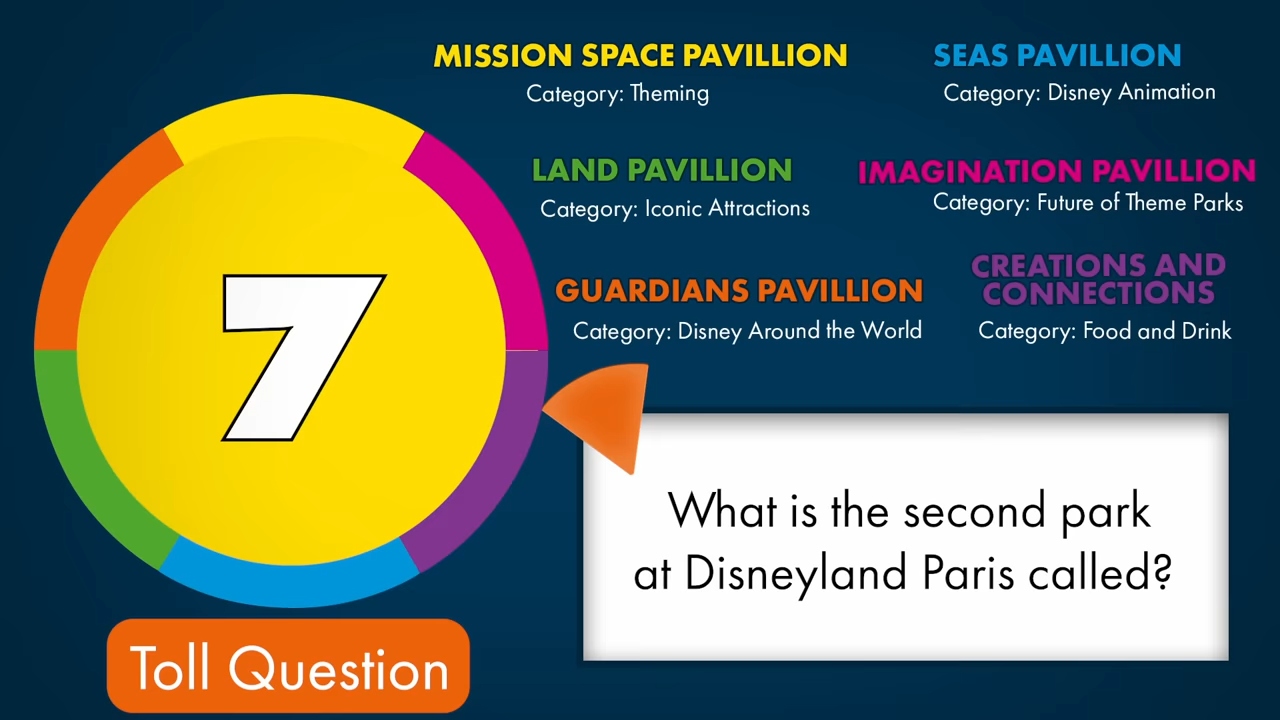 MISSION SPACE PAVILLION
Category: Theming
SEAS PAVILLION
Category: Disney Animation
LAND PAVILLION
Category: Iconic Attractions
IMAGINATION PAVILLION
Category: Future of Theme Parks
GUARDIANS PAVILLION
Category: Disney Around the World
CREATIONS AND
CONNECTIONS
Category: Food and Drink
7
What is the second park
at Disneyland Paris called?
Toll Question